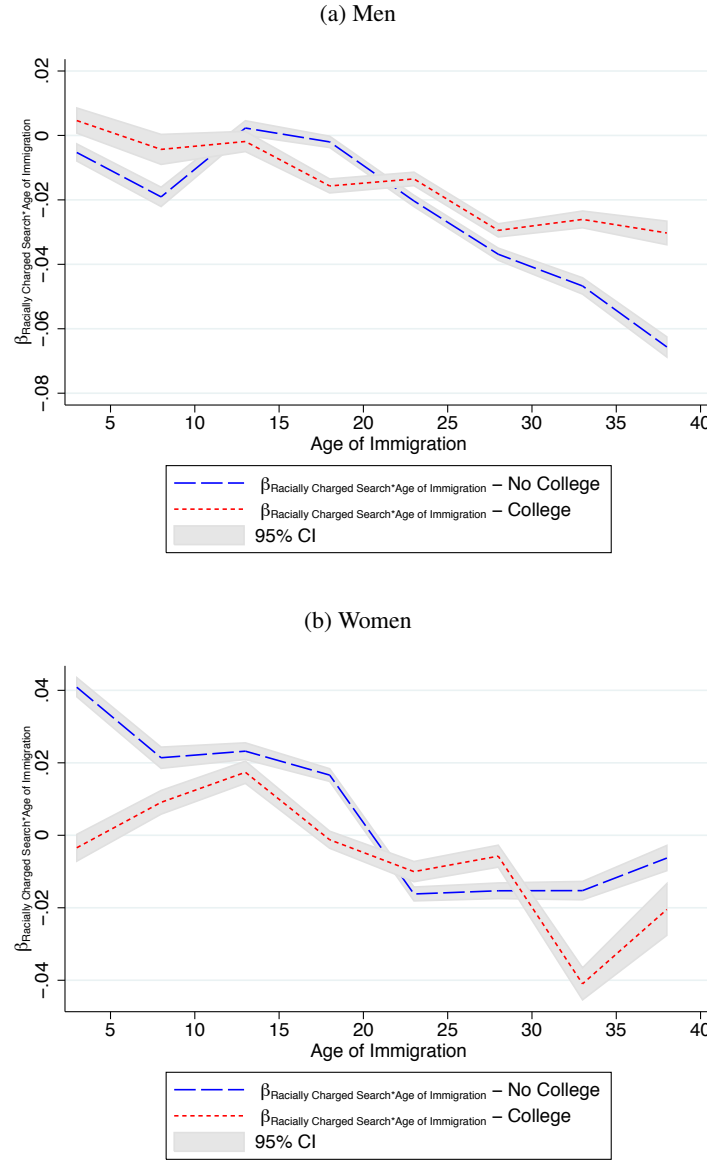 (a) Men
βRacially Charged Search*Age of Immigration
.02
0
-.02
-.04
-.06
-.08
5 10 15 20 25 30 35 40
Age of Immigration
βRacially Charged Search*Age of Immigration – No College
βRacially Charged Search*Age of Immigration – College
95% CI
(b) Women
βRacially Charged Search*Age of Immigration
.04
.02
0
-.02
-.04
5 10 15 20 25 30 35 40
Age of Immigration
βRacially Charged Search*Age of Immigration – No College
βRacially Charged Search*Age of Immigration – College
95% CI